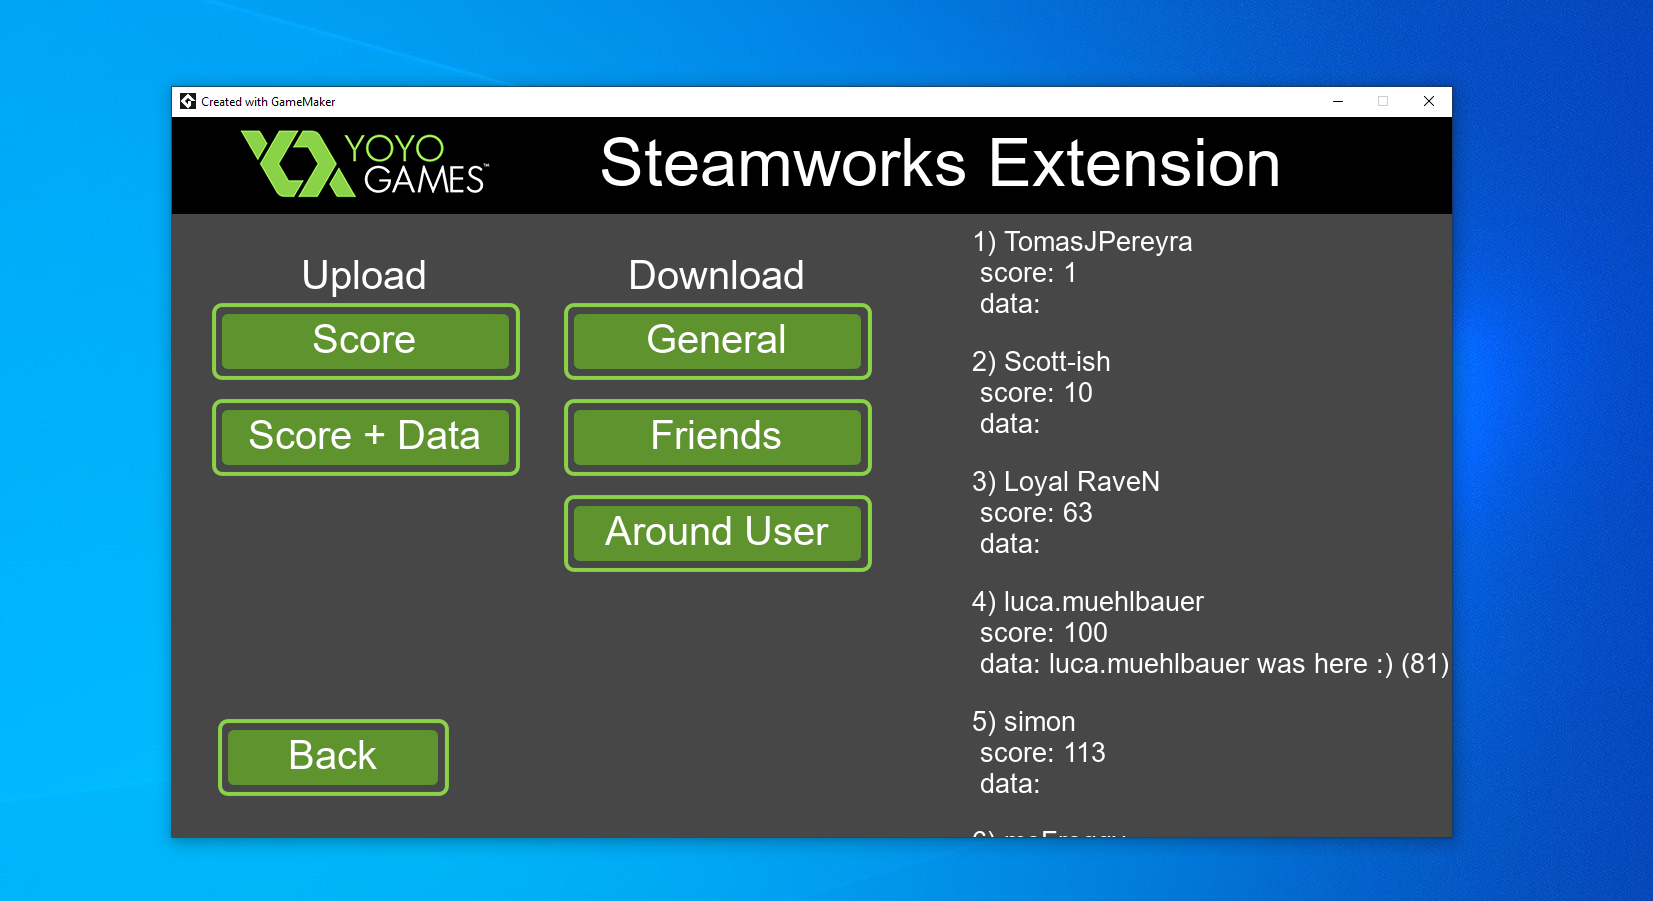 Created with GameMaker
YOYO
GAMES™
Steamworks Extension
Upload
Score
Score + Data
Download
General
Friends
Around User
Back
1) TomasJPereyra
score: 1
data:
2) Scott-ish
score: 10
data:
3) Loyal RaveN
score: 63
data:
4) luca.muehlbauer
score: 100
data: luca.muehlbauer was here :) (81)
5) simon
score: 113
data:
6)